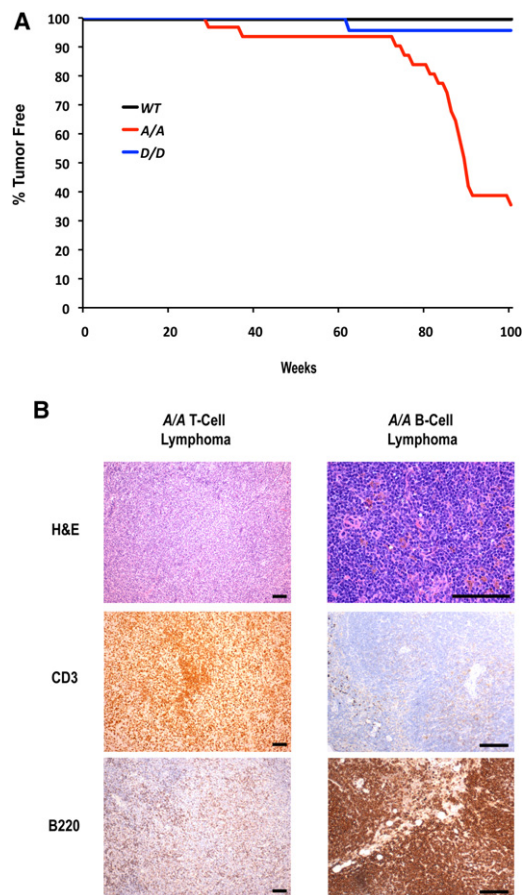 A
% Tumor Free
100
90
80
70
60
50
40
30
20
10
0
WT
A/A
D/D
0 20 40 60 80 100
Weeks
B
A/A T-Cell
Lymphoma
A/A B-Cell
Lymphoma
H&E
CD3
B220